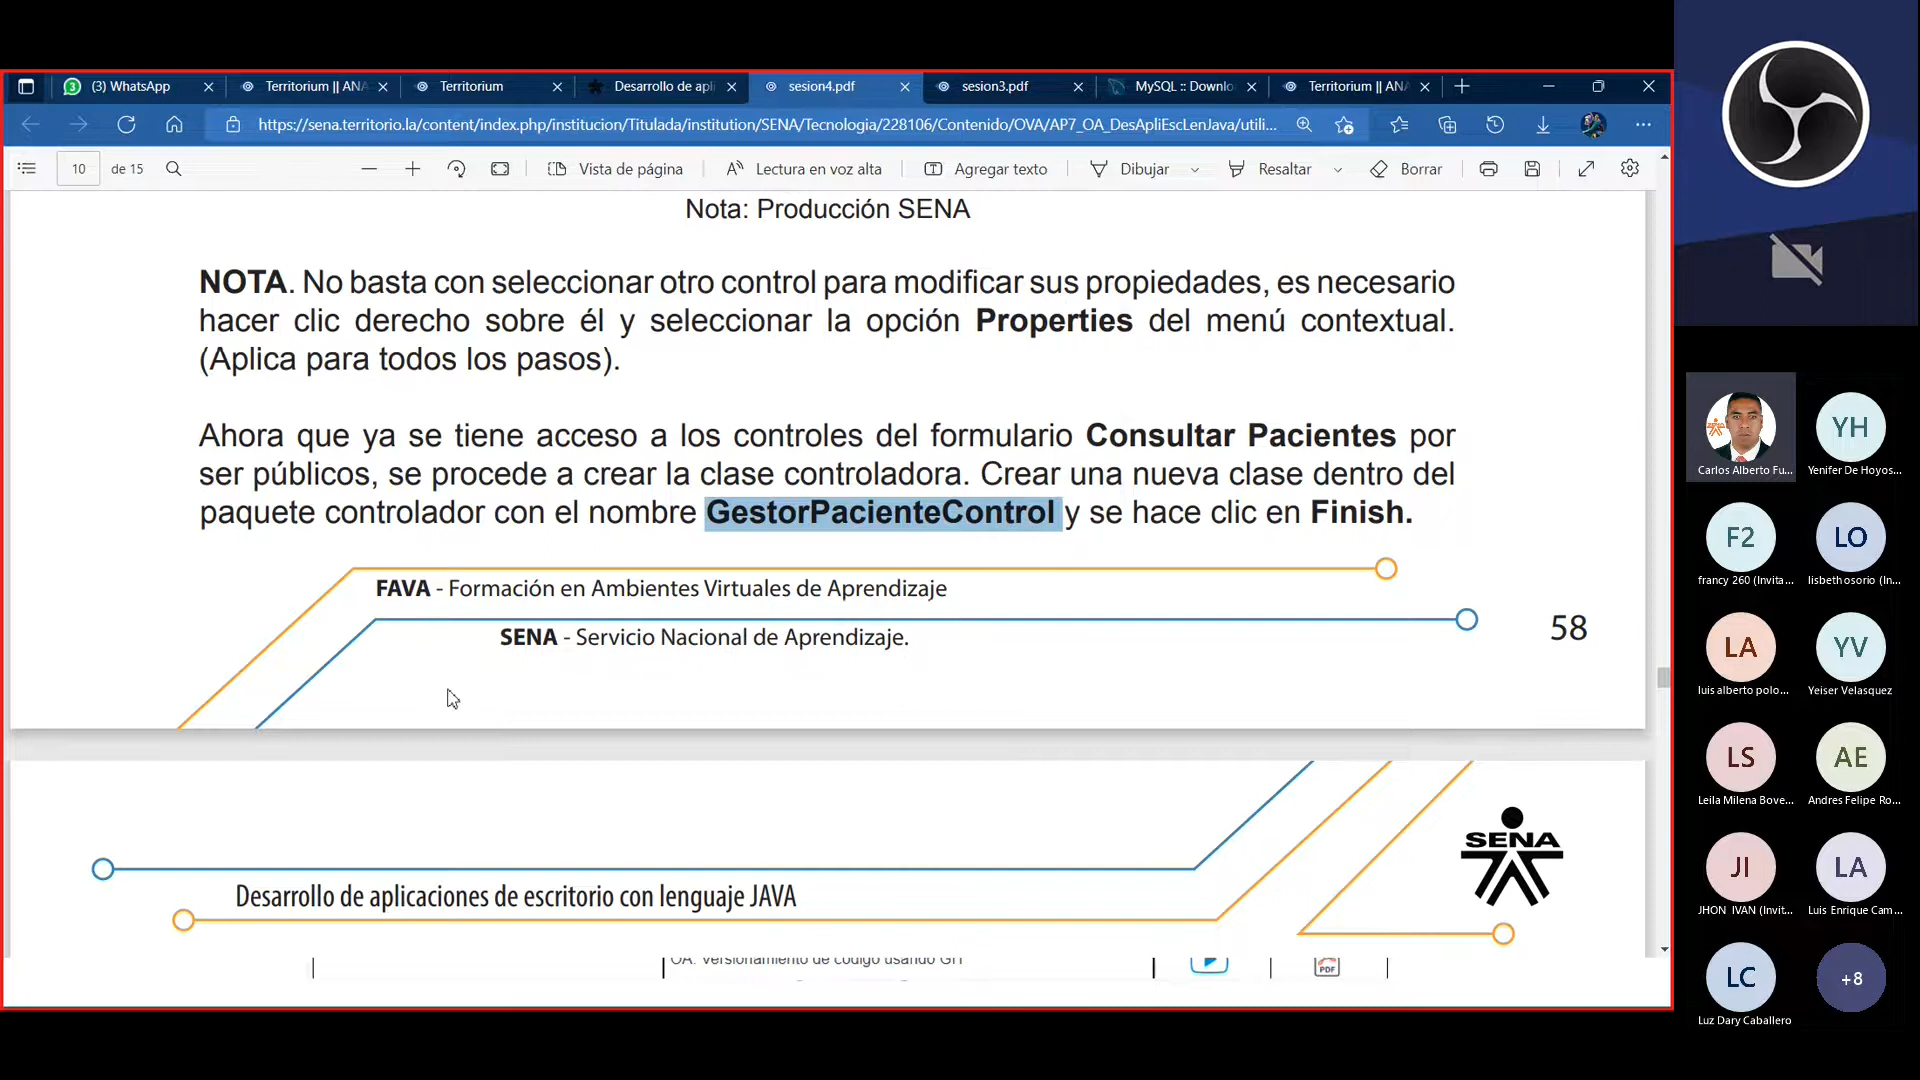 (3) WhatsApp
Territorium || ANA
Territorium
Desarrollo de apli
sesion4.pdf
sesion3.pdf
MySQL :: Downlo
Territorium || ANA
https://sena.territorio.la/content/index.php/institucion/Titulada/institution/SENA/Tecnologia/228106/Contenido/OVA/AP7_OA_DesApliEscLenJava/utili...
10 de 15
Vista de página
Lectura en voz alta
Agregar texto
Dibujar
Resaltar
Borrar
Nota: Producción SENA
NOTA. No basta con seleccionar otro control para modificar sus propiedades, es necesario
hacer clic derecho sobre él y seleccionar la opción Properties del menú contextual.
(Aplica para todos los pasos).
Ahora que ya se tiene acceso a los controles del formulario Consultar Pacientes por
ser públicos, se procede a crear la clase controladora. Crear una nueva clase dentro del
paquete controlador con el nombre GestorPacienteControl y se hace clic en Finish.
FAVA - Formación en Ambientes Virtuales de Aprendizaje
SENA - Servicio Nacional de Aprendizaje.
58
SENA
Desarrollo de aplicaciones de escritorio con lenguaje JAVA
OA. Versionamiento de código usando GIT
PDF
Carlos Alberto Fu...
YH
Yenifer De Hoyos...
F2
francy 260 (Invita...
LO
lisbeth osorio (In...
LA
luis alberto polo...
YV
Yeiser Velasquez
LS
Leila Milena Bove...
AE
Andres Felipe Ro...
JI
JHON IVAN (Invit...
LA
Luis Enrique Cam...
LC
Luz Dary Caballero
+8